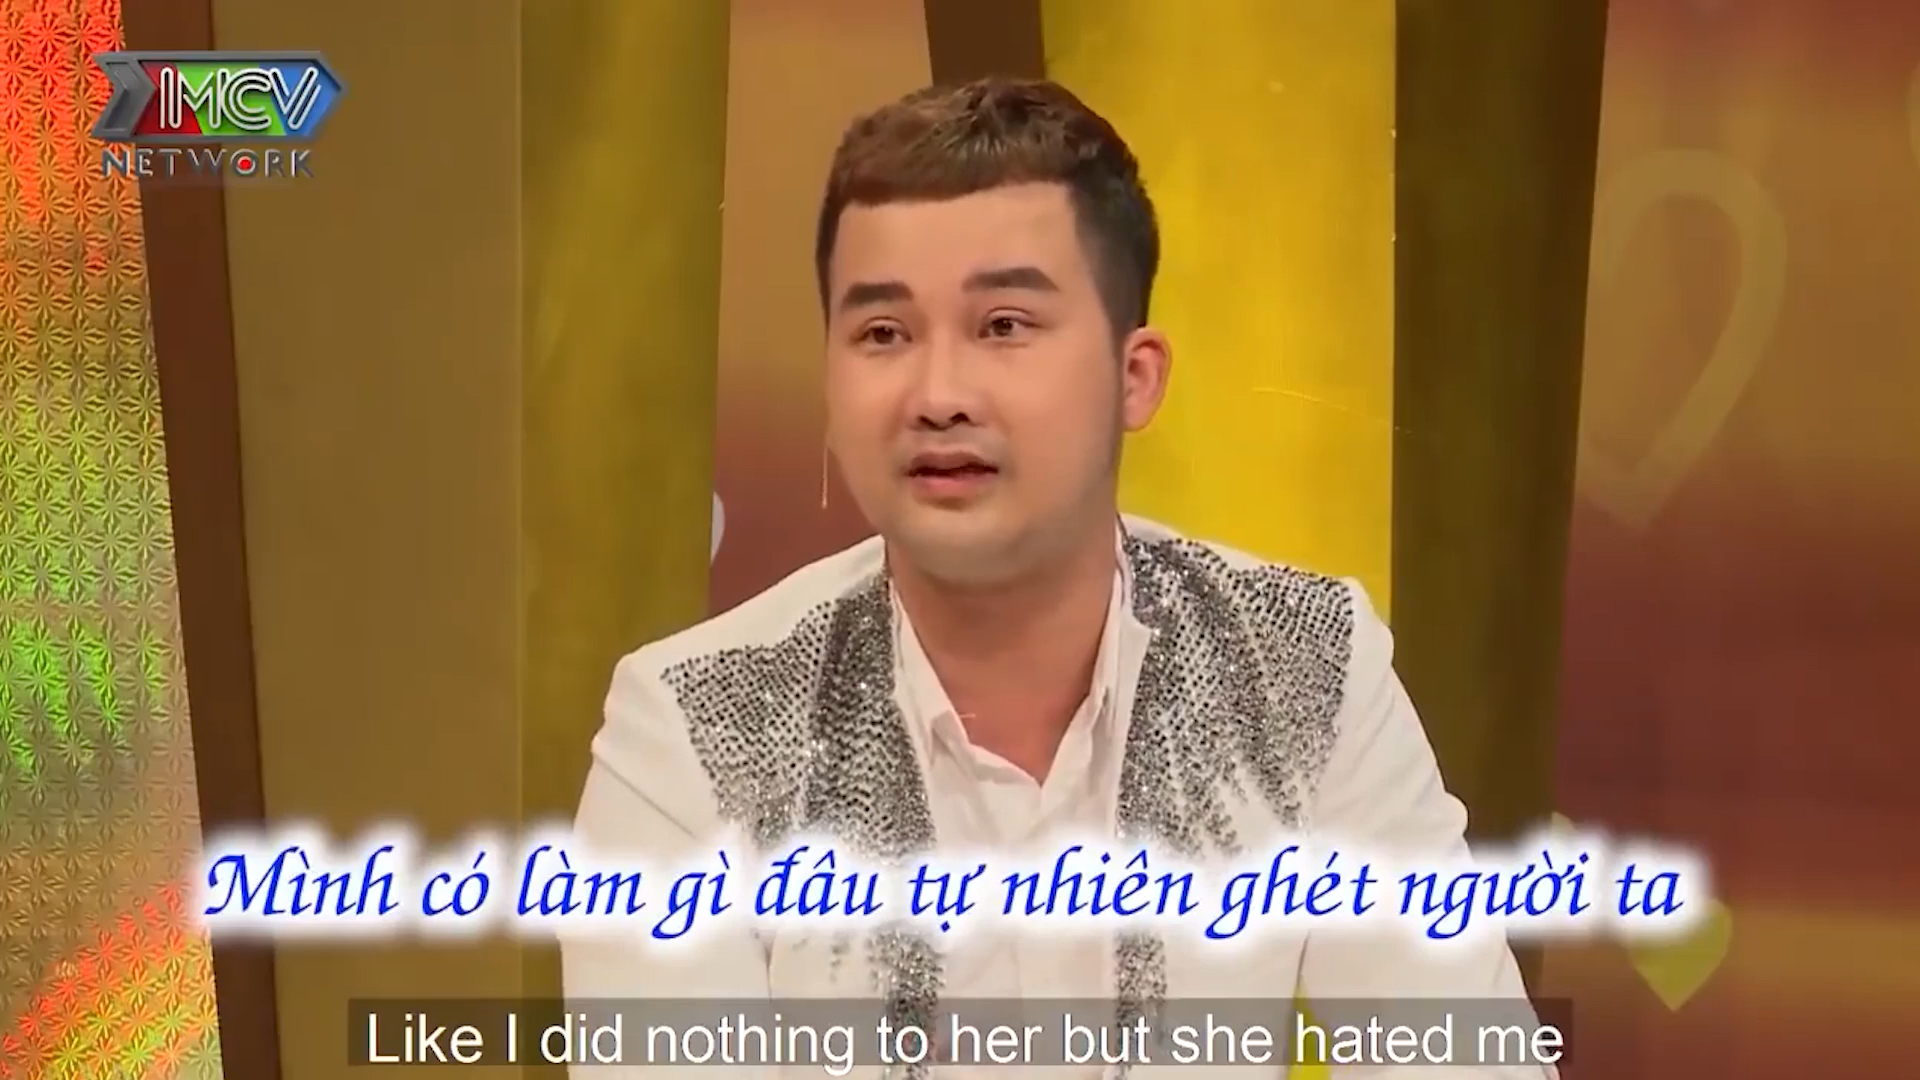 MCV
NETWORK
Mình có làm gì đâu tự nhiên ghét người ta
Like I did nothing to her but she hated me